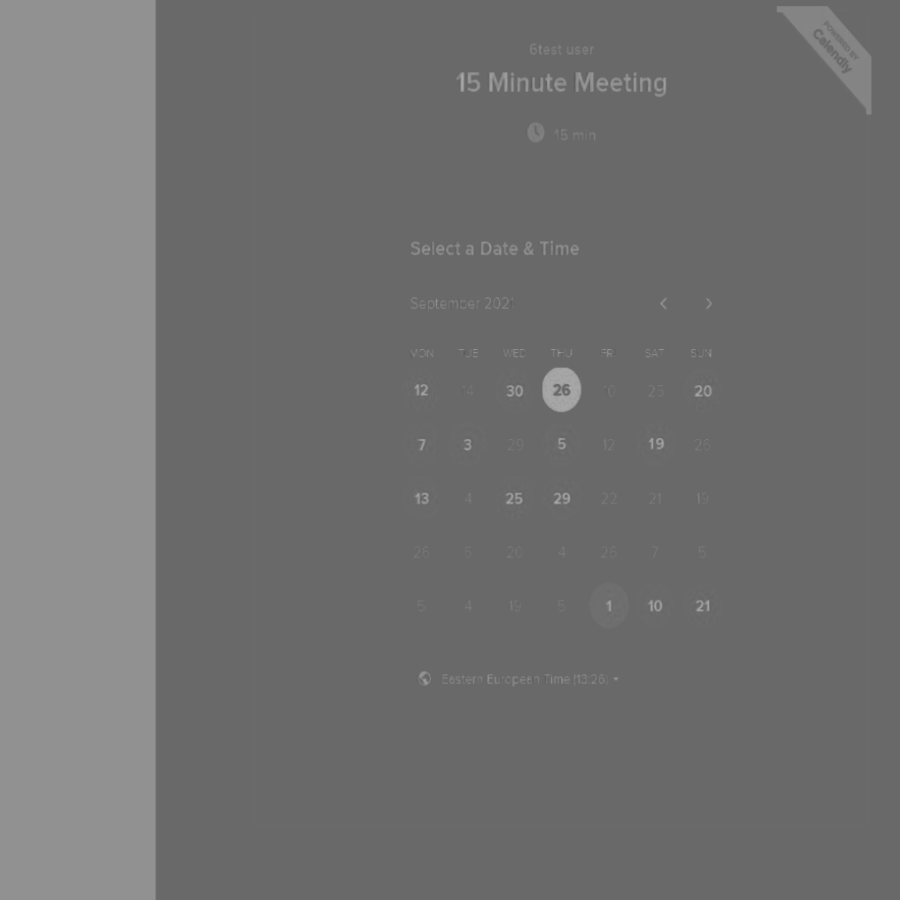 POWERED BY
Calendly
6test user
15 Minute Meeting
15 min
Select a Date & Time
September 2021
MON TUE WED THU FRI SAT SUN
12 14 30 26 10 25 20
7 3 29 5 12 19 26
13 4 25 29 22 21 19
26 6 20 4 26 7 5
5 4 19 5 1 10 21
Eastern European Time (13:26)